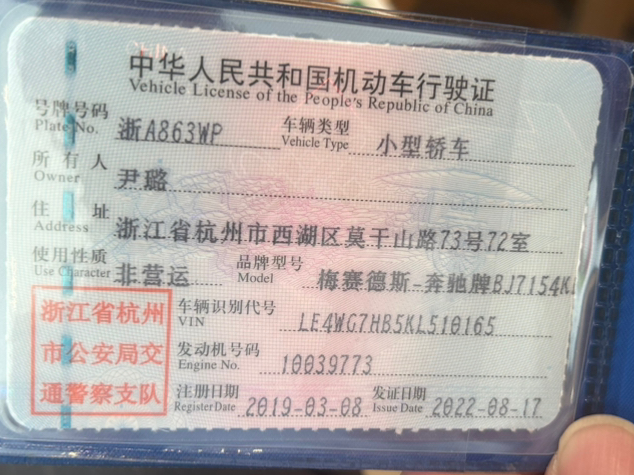 中华人民共和国机动车行驶证
Vehicle License of the People's Republic of China
号牌号码 浙A863WP 车辆类型 小型轿车
Plate No. Vehicle Type
所有人 尹璐
Owner
住址 浙江省杭州市西湖区莫干山路73号72室
Address
使用性质 非营运 品牌型号 梅赛德斯-奔驰牌BJ7154K
Use Character Model
浙江省杭州
市公安局交
通警察支队
车辆识别代号 LE4WG7HB5KL510165
VIN
发动机号码 10039773
Engine No.
注册日期 2019-03-08 发证日期 2022-08-17
Register Date Issue Date